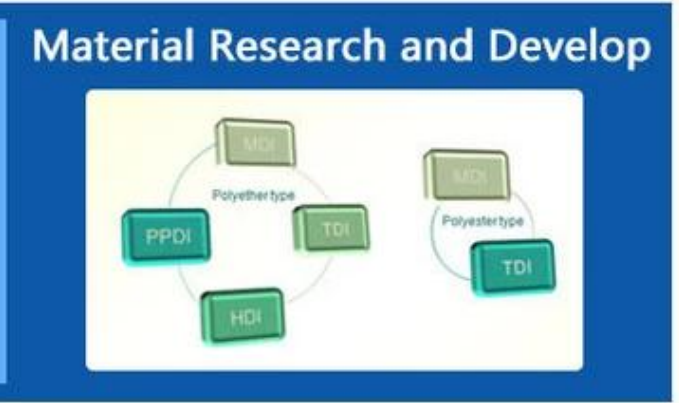 Material Research and Develop
MDI
Polyether type
PPDI
TDI
HDI
MDI
Polyester type
TDI